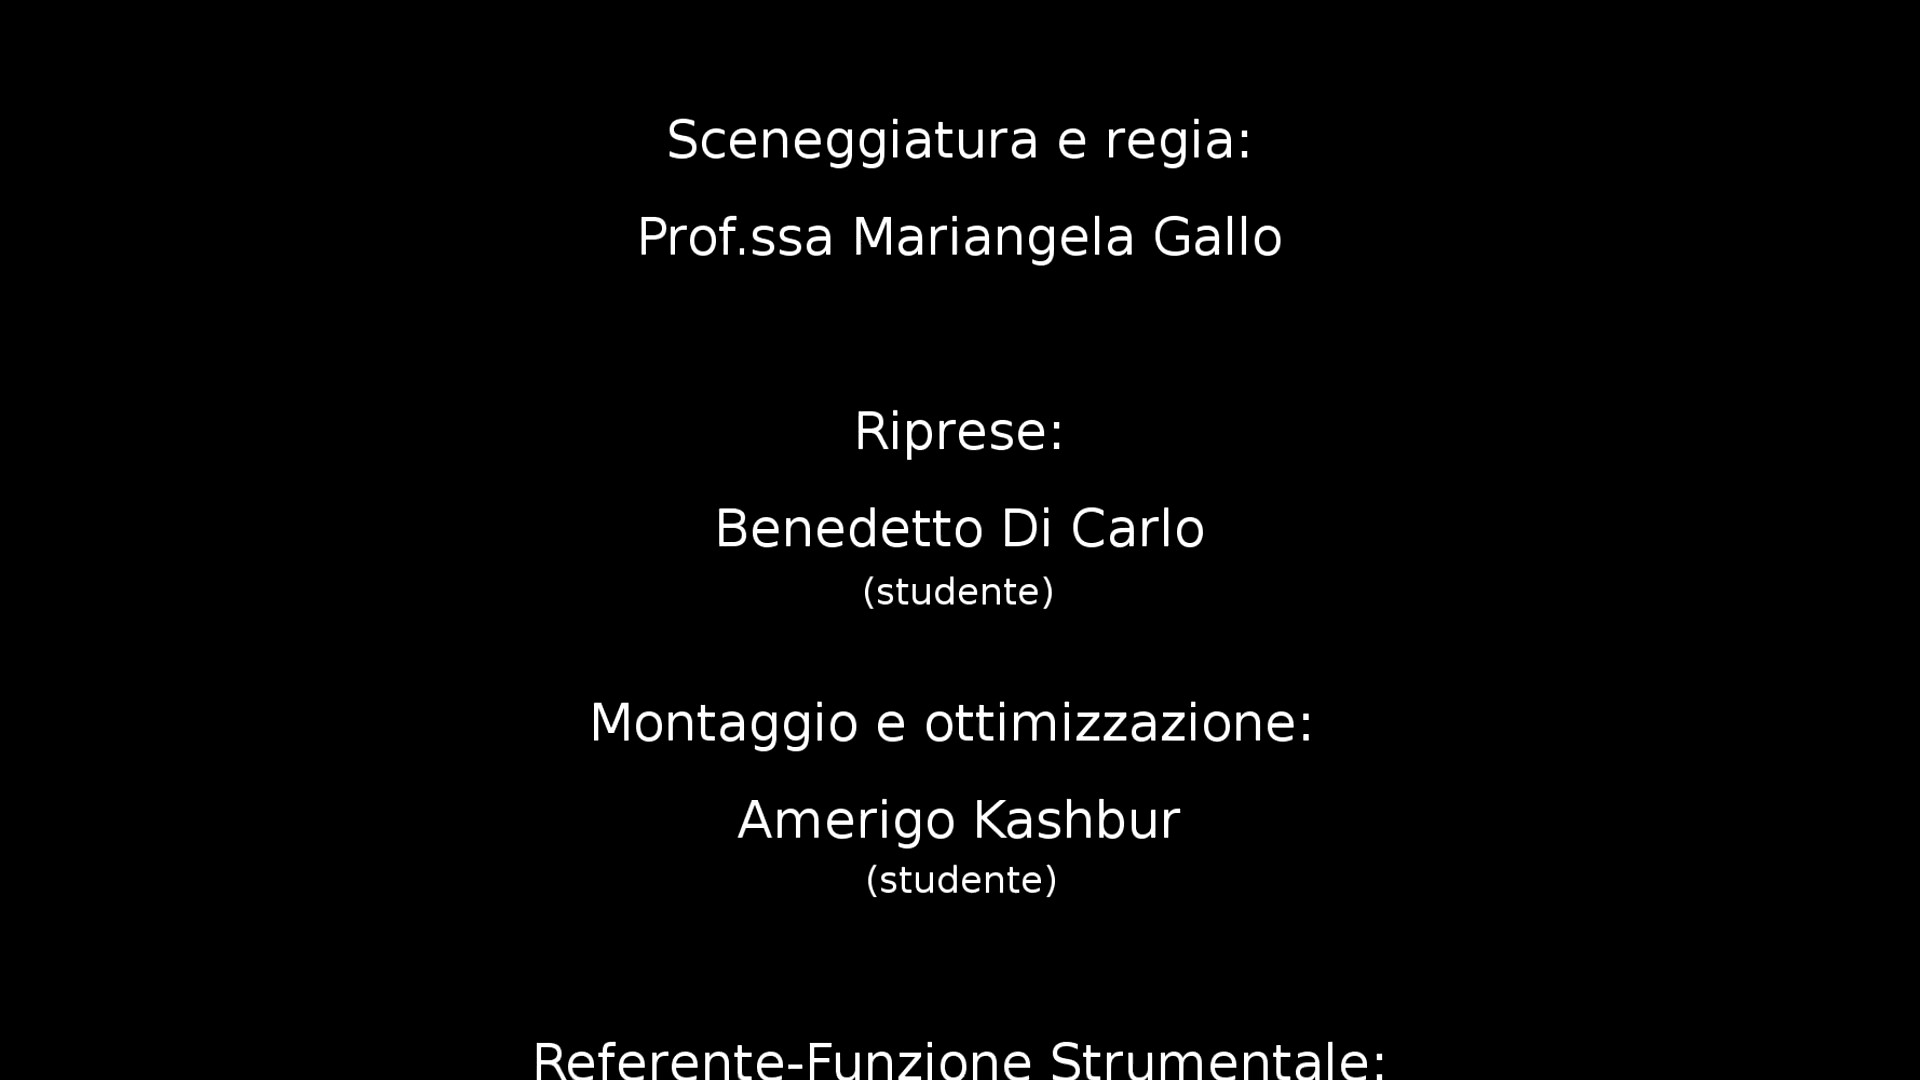 Sceneggiatura e regia:
Prof.ssa Mariangela Gallo
Riprese:
Benedetto Di Carlo
(studente)
Montaggio e ottimizzazione:
Amerigo Kashbur
(studente)
Referente-Funzione Strumentale: